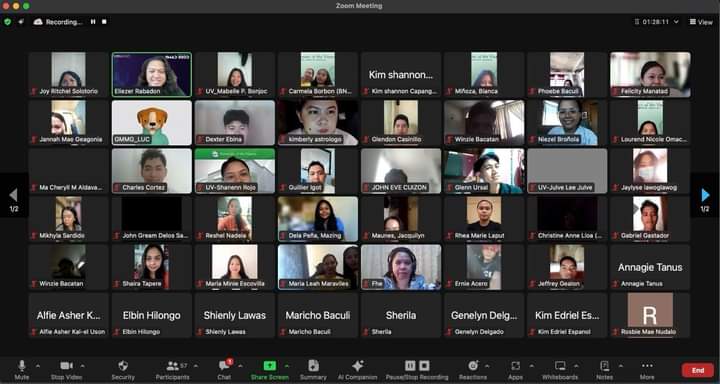 Zoom Meeting
Recording...
01:28:11
View
Joy Ritchel Solotorio
Eliezer Rabadon
UV_Mabelle P. Bonjoc
Carmela Borbon (BN...
Kim shannon...
Kim shannon Capang...
Miñoza, Bianca
Phoebe Baculi
Felicity Manatad
Jannah Mae Geagonia
GMMG_LUC
Dexter Ebina
kimberly astrologo
Glendon Casinillo
Winzie Bacatan
Niezel Brañola
Lourend Nicole Omac...
Ma Cheryll M Aldava...
Charles Cortez
UV-Shanenn Rojo
Guillier Igot
JOHN EVE CUIZON
Glenn Ursal
UV-Julve Lee Julve
Jaylyse lawoglawog
1/2
1/2
Mikhyla Sardido
John Gream Delos Sa...
Reshel Nadela
Dela Peña, Mazing
Maunes, Jacquilyn
Rhea Marie Laput
Christine Anne Lloa (...
Gabriel Gastador
Winzie Bacatan
Shaira Tapere
Maria Minie Escovilla
Maria Leah Maraviles
Fhe
Ernie Acero
Jeffrey Gealon
Annagie Tanus
Annagie Tanus
Alfie Asher K...
Alfie Asher Kai-el Uson
Elbin Hilongo
Elbin Hilongo
Shienly Lawas
Shienly Lawas
Maricho Baculi
Maricho Baculi
Sherila
Sherila
Genelyn Delg...
Genelyn Delgado
Kim Edriel Es...
Kim Edriel Espanol
R
Rosbie Mae Nudalo
Mute
Stop Video
Security
Participants
57
Chat
1
Share Screen
Summary
AI Companion
Pause/Stop Recording
Reactions
Apps
Whiteboards
Notes
More
End